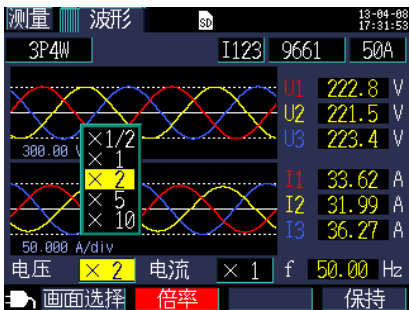 测量 波形 SD 13-04-08
17:31:53
3P4W I123 9661 50A
U1 222.8 V
U2 221.5 V
U3 223.4 V
300.00 V
×1/2
× 1
× 2
× 5
× 10
I1 33.62 A
I2 31.99 A
I3 36.27 A
50.000 A/div
电压 × 2 电流 × 1 f 50.00 Hz
画面选择 倍率 保持